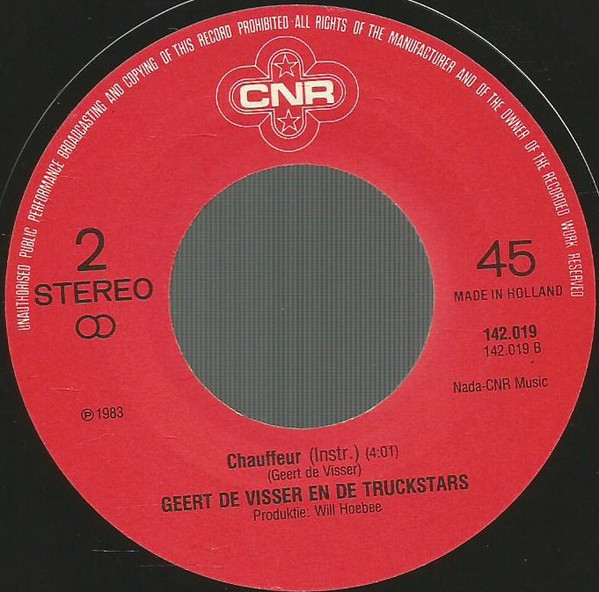 UNAUTHORISED PUBLIC PERFORMANCE BROADCASTING AND COPYING OF THIS RECORD PROHIBITED·ALL RIGHTS OF THE MANUFACTURER AND OF THE OWNER OF THE RECORDED WORK RESERVED
CNR
2
STEREO
45
MADE IN HOLLAND
142.019
142.019 B
Nada-CNR Music
℗ 1983
Chauffeur (Instr.) (4:01)
(Geert de Visser)
GEERT DE VISSER EN DE TRUCKSTARS
Produktie: Will Hoebee